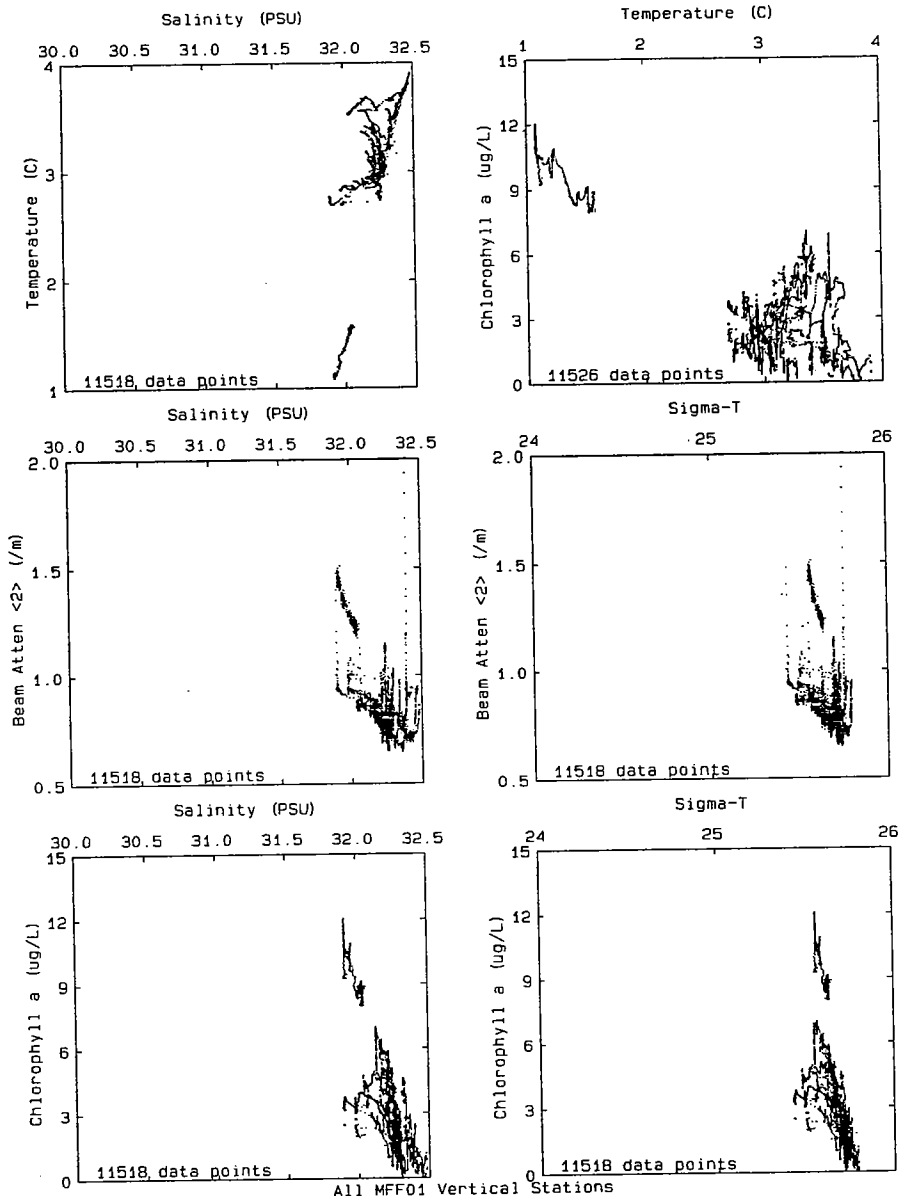 Salinity (PSU)
30.0 30.5 31.0 31.5 32.0 32.5
4
3
2
1
Temperature (C)
11518 data points
Temperature (C)
1 2 3 4
15
12
9
6
3
0
Chlorophyll a (ug/L)
11526 data points
Salinity (PSU)
30.0 30.5 31.0 31.5 32.0 32.5
2.0
1.5
1.0
0.5
Beam Atten <2> (/m)
11518 data points
Sigma-T
24 25 26
2.0
1.5
1.0
0.5
Beam Atten <2> (/m)
11518 data points
Salinity (PSU)
30.0 30.5 31.0 31.5 32.0 32.5
15
12
9
6
3
0
Chlorophyll a (ug/L)
11518 data points
Sigma-T
24 25 26
15
12
9
6
3
0
Chlorophyll a (ug/L)
11518 data points
All MFF01 Vertical Stations